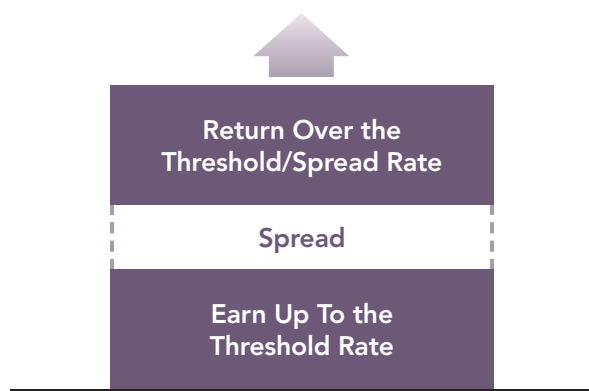 Return Over the
Threshold/Spread Rate
Spread
Earn Up To the
Threshold Rate